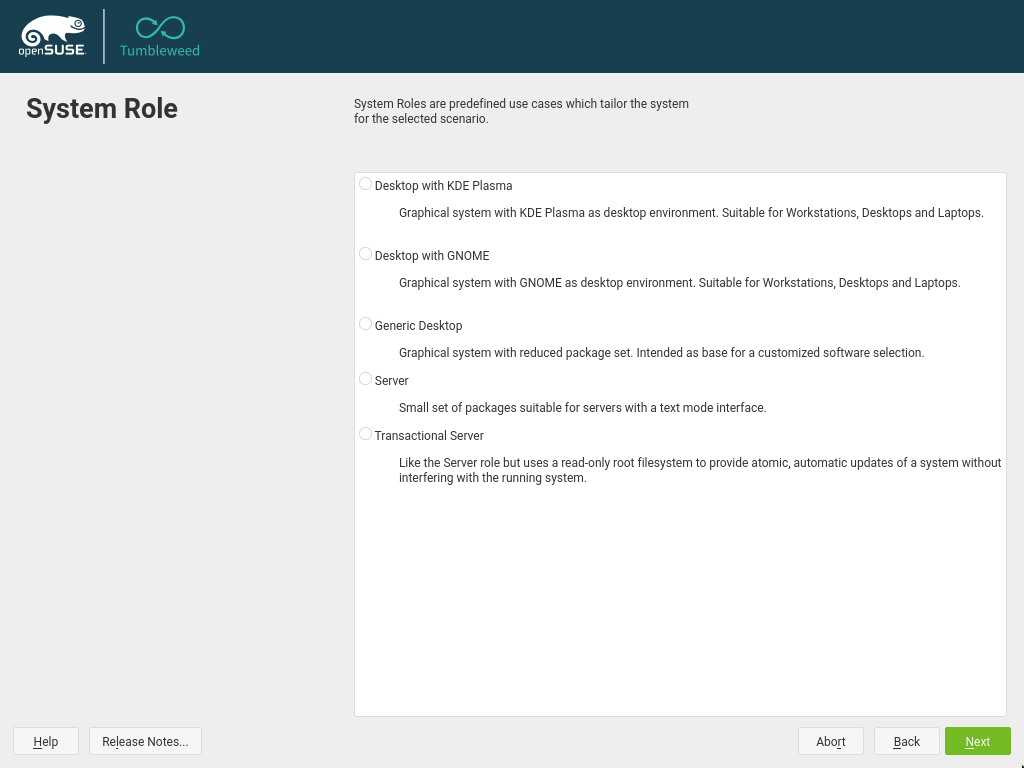 openSUSE
Tumbleweed
System Role
System Roles are predefined use cases which tailor the system
for the selected scenario.
Desktop with KDE Plasma
Graphical system with KDE Plasma as desktop environment. Suitable for Workstations, Desktops and Laptops.
Desktop with GNOME
Graphical system with GNOME as desktop environment. Suitable for Workstations, Desktops and Laptops.
Generic Desktop
Graphical system with reduced package set. Intended as base for a customized software selection.
Server
Small set of packages suitable for servers with a text mode interface.
Transactional Server
Like the Server role but uses a read-only root filesystem to provide atomic, automatic updates of a system without
interfering with the running system.
Help Release Notes... Abort Back Next